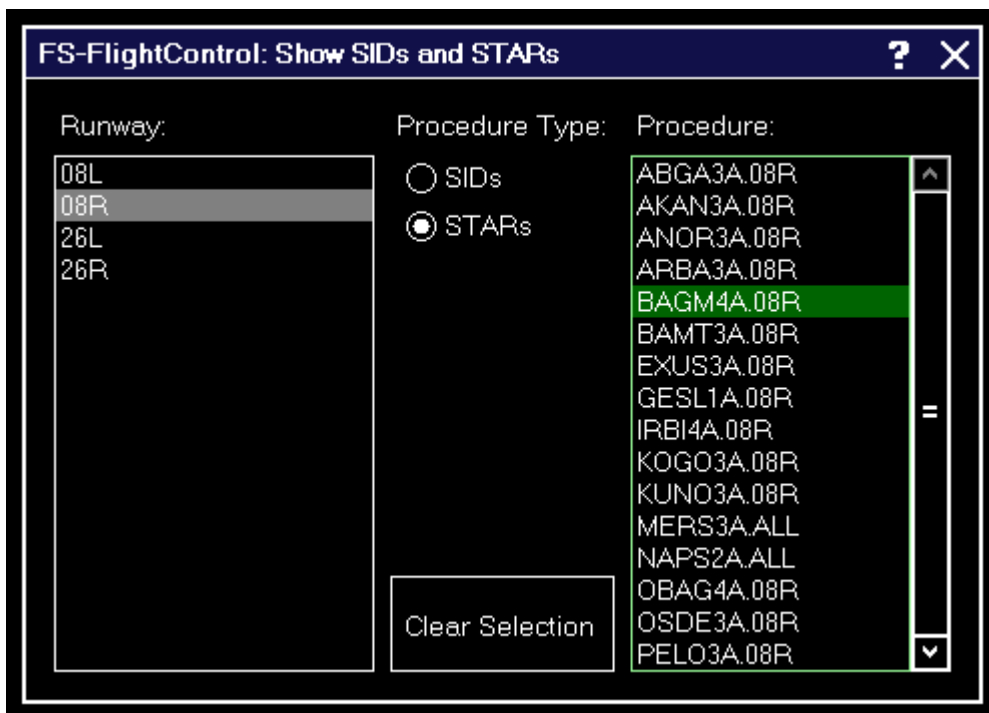 FS-FlightControl: Show SIDs and STARs
?
Runway:
08L
08R
26L
26R
Procedure Type:
SIDs
STARs
Clear Selection
Procedure:
ABGA3A.08R
AKAN3A.08R
ANOR3A.08R
ARBA3A.08R
BAGM4A.08R
BAMT3A.08R
EXUS3A.08R
GESL1A.08R
IRBI4A.08R
KOGO3A.08R
KUNO3A.08R
MERS3A.ALL
NAPS2A.ALL
OBAG4A.08R
OSDE3A.08R
PELO3A.08R